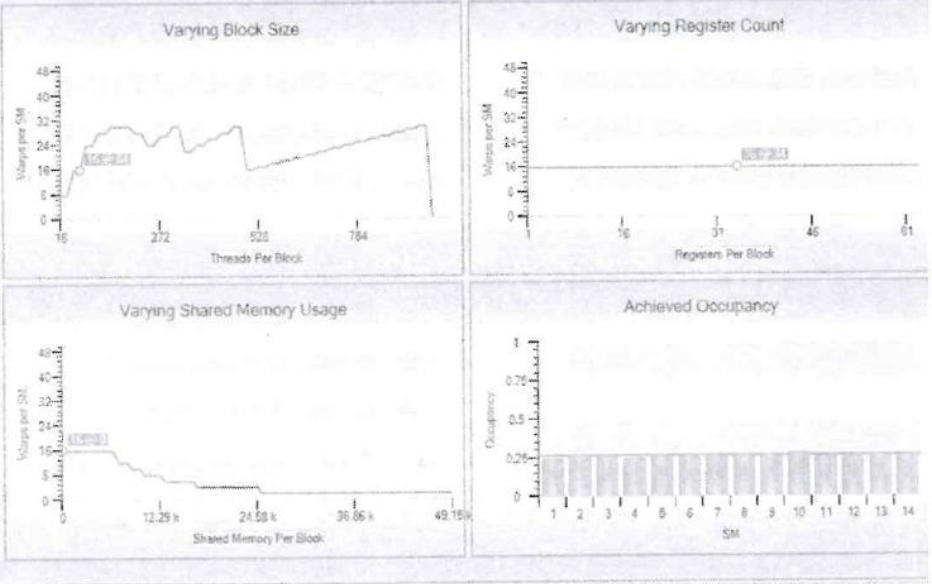 Varying Block Size
Warps per SM
48
40
32
24
16
8
0
16 272 528 784
Threads Per Block
Varying Register Count
Warps per SM
48
40
32
24
16
8
0
1 16 31 46 61
Registers Per Block
Varying Shared Memory Usage
Warps per SM
48
40
32
24
16
8
0
0 12.29 k 24.58 k 36.86 k 49.15k
Shared Memory Per Block
Achieved Occupancy
Occupancy
1
0.75
0.5
0.25
0
1 2 3 4 5 6 7 8 9 10 11 12 13 14
SM